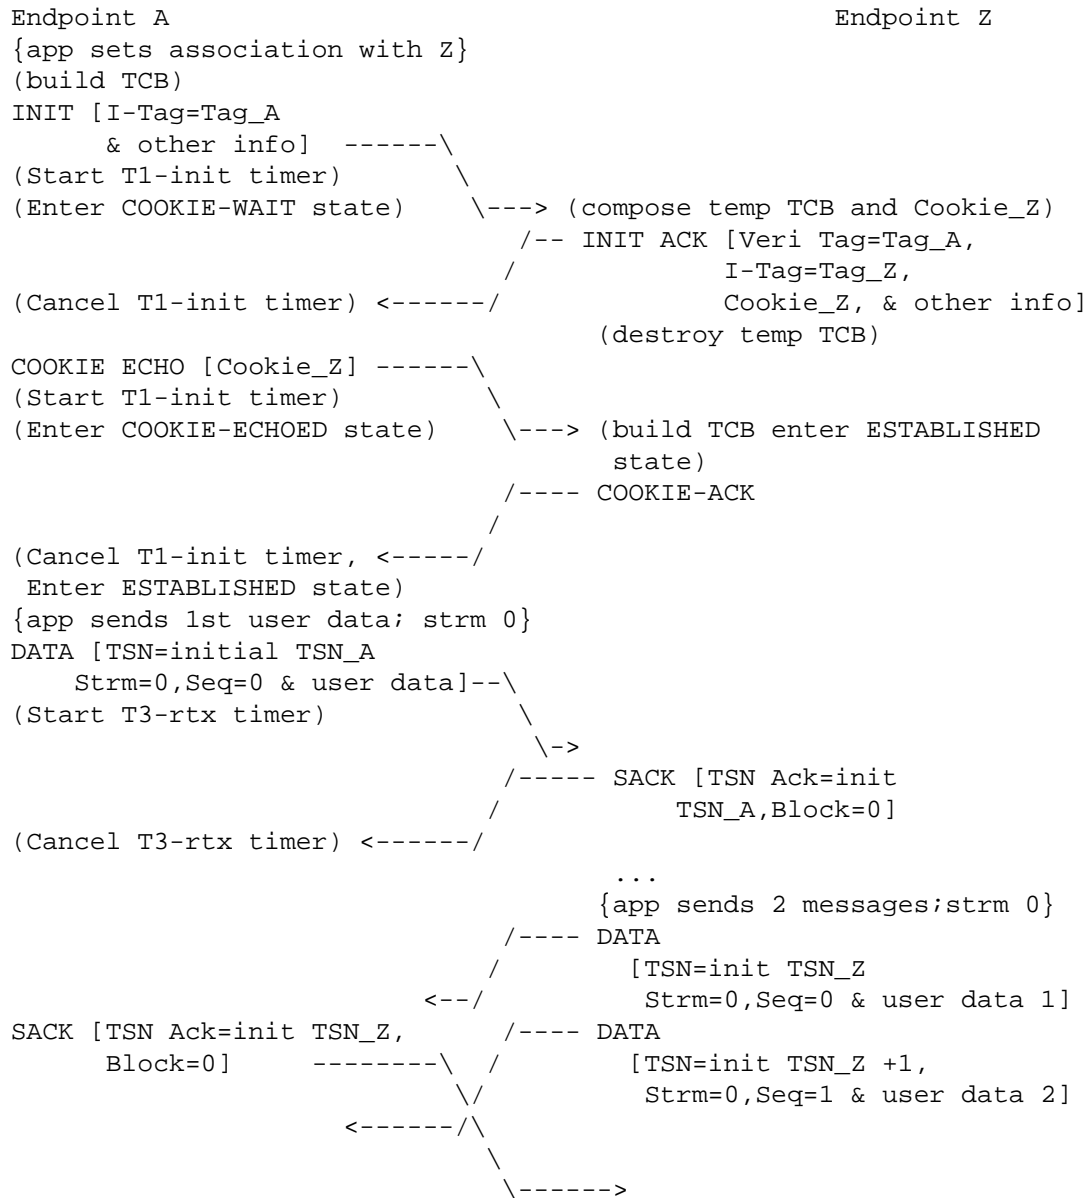 Endpoint A                                          Endpoint Z
{app sets association with Z}
(build TCB)
INIT [I-Tag=Tag_A
      & other info]  ------\
(Start T1-init timer)       \
(Enter COOKIE-WAIT state)    \---> (compose temp TCB and Cookie_Z)
                                /-- INIT ACK [Veri Tag=Tag_A,
                               /             I-Tag=Tag_Z,
(Cancel T1-init timer) <------/              Cookie_Z, & other info]
                                     (destroy temp TCB)
COOKIE ECHO [Cookie_Z] ------\
(Start T1-init timer)         \
(Enter COOKIE-ECHOED state)    \---> (build TCB enter ESTABLISHED
                                      state)
                               /---- COOKIE-ACK
                              /
(Cancel T1-init timer, <-----/
 Enter ESTABLISHED state)
{app sends 1st user data; strm 0}
DATA [TSN=initial TSN_A
    Strm=0,Seq=0 & user data]--\
(Start T3-rtx timer)            \
                                 \->
                               /----- SACK [TSN Ack=init
                              /           TSN_A,Block=0]
(Cancel T3-rtx timer) <------/
                                      ...
                                     {app sends 2 messages;strm 0}
                               /---- DATA
                              /        [TSN=init TSN_Z
                          <--/          Strm=0,Seq=0 & user data 1]
SACK [TSN Ack=init TSN_Z,      /---- DATA
      Block=0]     --------\  /        [TSN=init TSN_Z +1,
                            \/          Strm=0,Seq=1 & user data 2]
                     <------/\
                              \
                               \------>